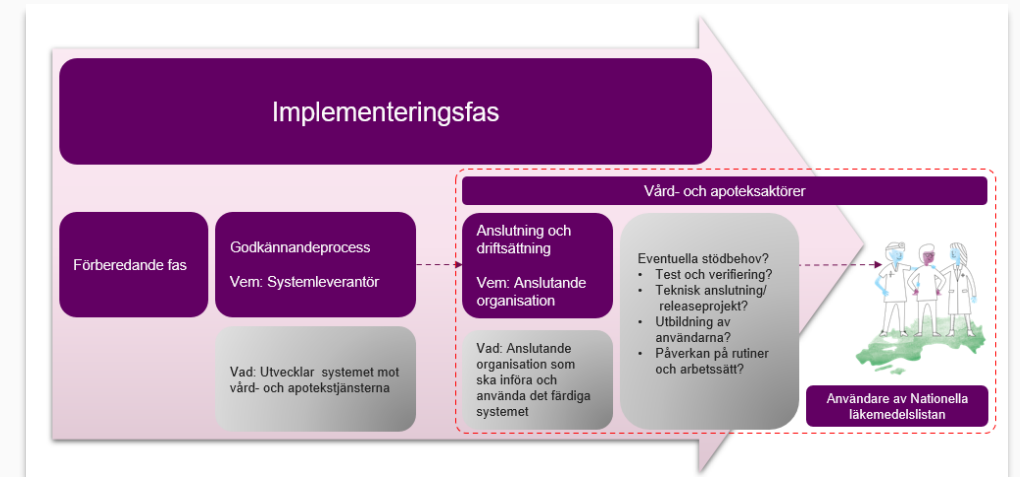 Implementeringsfas
Vård- och apoteksaktörer
Förberedande fas
Godkännandeprocess
Vem: Systemleverantör
Anslutning och
driftsättning
Vem: Anslutande
organisation
Eventuella stödbehov?
• Test och verifiering?
• Teknisk anslutning/
releaseprojekt?
• Utbildning av
användarna?
• Påverkan på rutiner
och arbetssätt?
Vad: Utvecklar systemet mot
vård- och apotekstjänsterna
Vad: Anslutande
organisation som
ska införa och
använda det färdiga
systemet
Användare av Nationella
läkemedelslistan